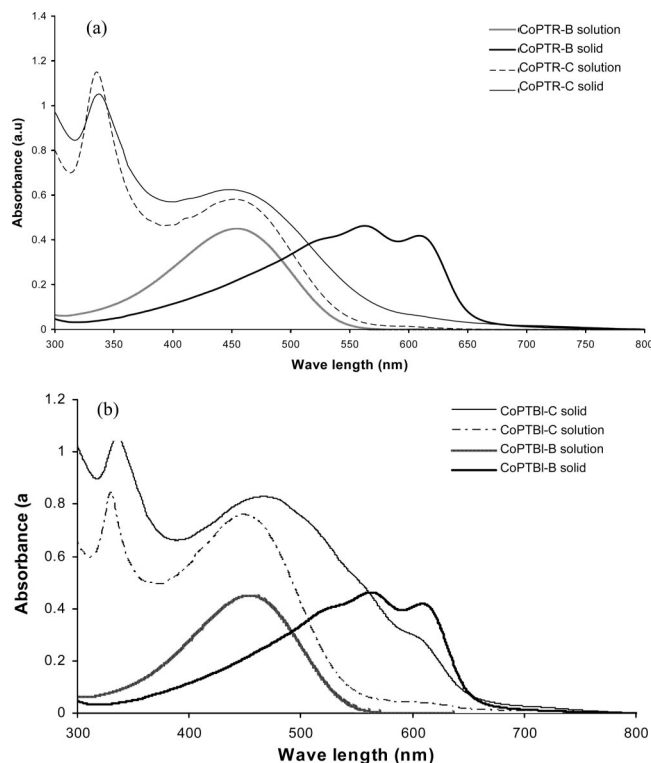 (a)
CoPTR-B solution
CoPTR-B solid
CoPTR-C solution
CoPTR-C solid
Absorbance (a.u)
1.4
1.2
1
0.8
0.6
0.4
0.2
0
300 350 400 450 500 550 600 650 700 750 800
Wave length (nm)
(b)
CoPTBI-C solid
CoPTBI-C solution
CoPTBI-B solution
CoPTBI-B solid
Absorbance (a
1.2
1
0.8
0.6
0.4
0.2
0
300 400 500 600 700 800
Wave length (nm)